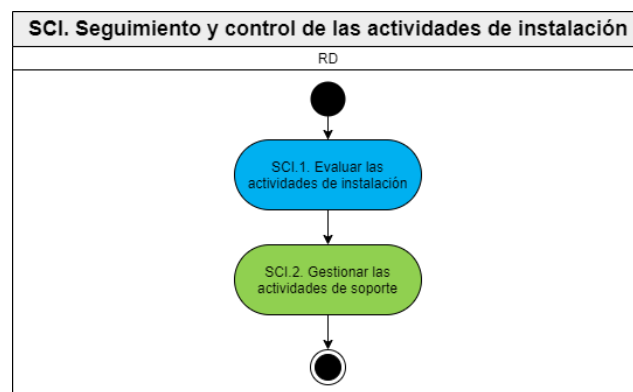 SCI. Seguimiento y control de las actividades de instalación
RD
SCI.1. Evaluar las
actividades de instalación
SCI.2. Gestionar las
actividades de soporte